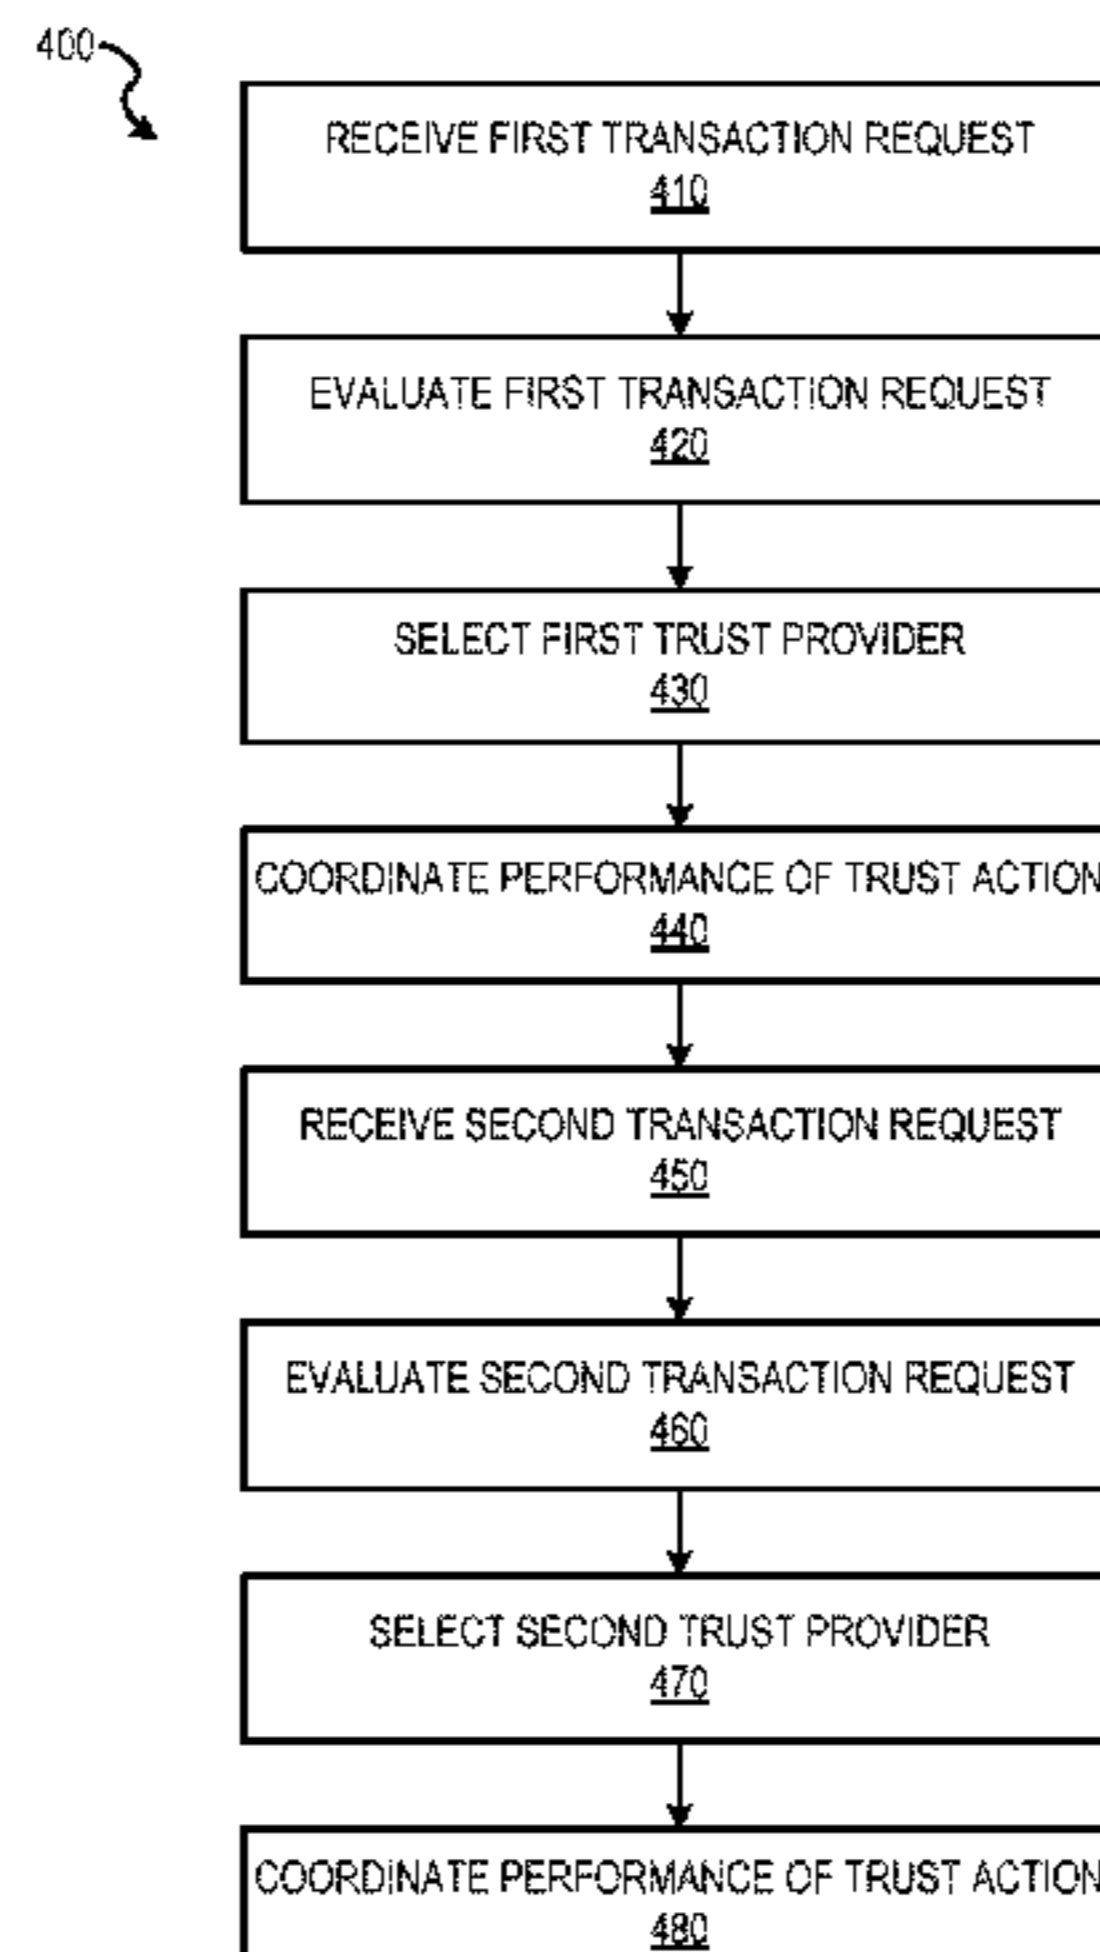 400
RECEIVE FIRST TRANSACTION REQUEST
410
EVALUATE FIRST TRANSACTION REQUEST
420
SELECT FIRST TRUST PROVIDER
430
COORDINATE PERFORMANCE OF TRUST ACTION
440
RECEIVE SECOND TRANSACTION REQUEST
450
EVALUATE SECOND TRANSACTION REQUEST
460
SELECT SECOND TRUST PROVIDER
470
COORDINATE PERFORMANCE OF TRUST ACTION
480